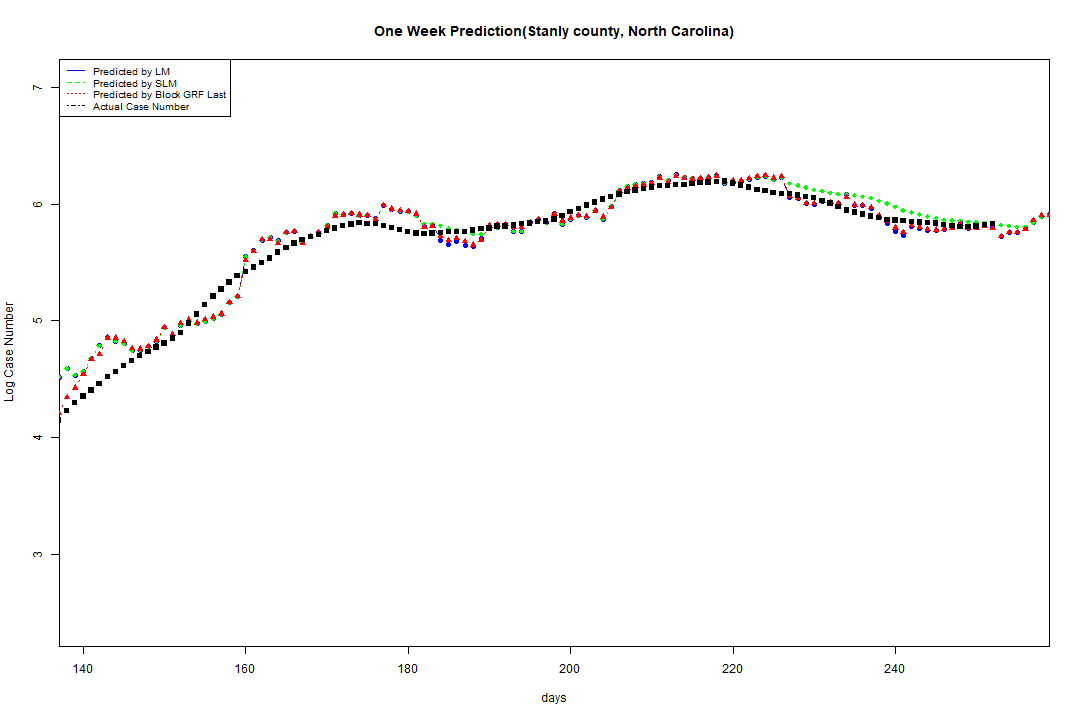 One Week Prediction(Stanly county, North Carolina)
Predicted by LM
Predicted by SLM
Predicted by Block GRF Last
Actual Case Number
7
6
5
4
3
Log Case Number
140 160 180 200 220 240
days